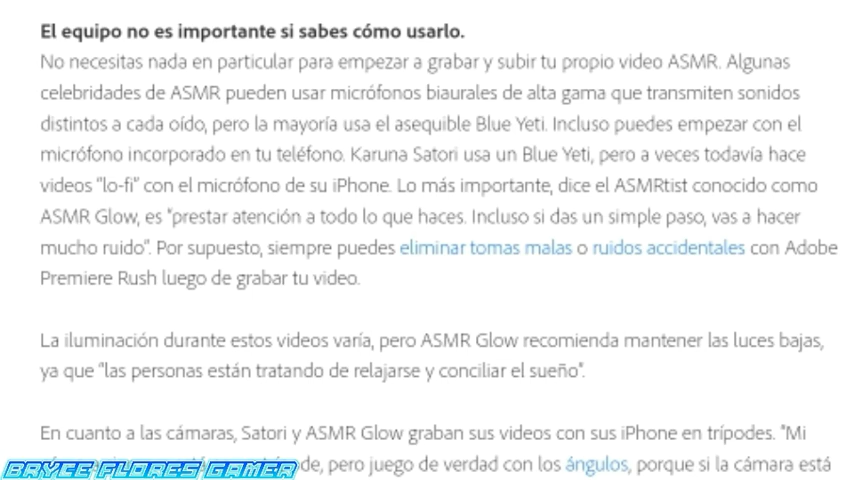 El equipo no es importante si sabes cómo usarlo.
No necesitas nada en particular para empezar a grabar y subir tu propio video ASMR. Algunas
celebridades de ASMR pueden usar micrófonos biaurales de alta gama que transmiten sonidos
distintos a cada oído, pero la mayoría usa el asequible Blue Yeti. Incluso puedes empezar con el
micrófono incorporado en tu teléfono. Karuna Satori usa un Blue Yeti, pero a veces todavía hace
videos "lo-fi" con el micrófono de su iPhone. Lo más importante, dice el ASMRtist conocido como
ASMR Glow, es "prestar atención a todo lo que haces. Incluso si das un simple paso, vas a hacer
mucho ruido". Por supuesto, siempre puedes eliminar tomas malas o ruidos accidentales con Adobe
Premiere Rush luego de grabar tu video.
La iluminación durante estos videos varía, pero ASMR Glow recomienda mantener las luces bajas,
ya que "las personas están tratando de relajarse y conciliar el sueño".
En cuanto a las cámaras, Satori y ASMR Glow graban sus videos con sus iPhone en trípodes. "Mi
de, pero juego de verdad con los ángulos, porque si la cámara está
BRYCE FLORES GAMER